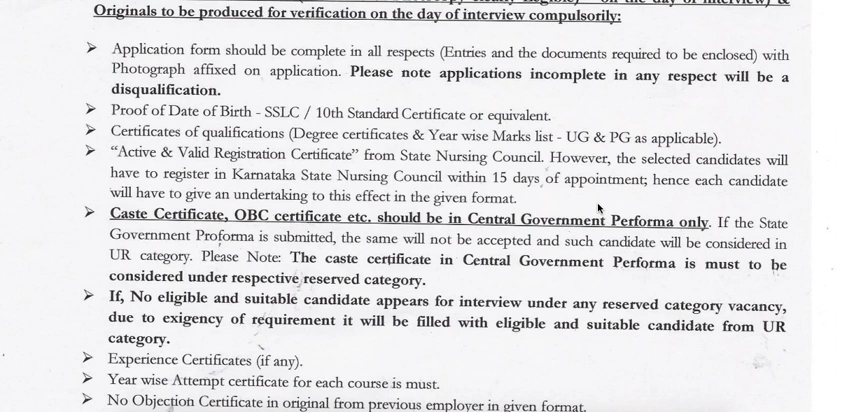 Originals to be produced for verification on the day of interview compulsorily:
➢ Application form should be complete in all respects (Entries and the documents required to be enclosed) with
Photograph affixed on application. Please note applications incomplete in any respect will be a
disqualification.
➢ Proof of Date of Birth - SSLC / 10th Standard Certificate or equivalent.
➢ Certificates of qualifications (Degree certificates & Year wise Marks list - UG & PG as applicable).
➢ “Active & Valid Registration Certificate” from State Nursing Council. However, the selected candidates will
have to register in Karnataka State Nursing Council within 15 days of appointment; hence each candidate
will have to give an undertaking to this effect in the given format.
➢ Caste Certificate, OBC certificate etc. should be in Central Government Performa only. If the State
Government Proforma is submitted, the same will not be accepted and such candidate will be considered in
UR category. Please Note: The caste certificate in Central Government Performa is must to be
considered under respective reserved category.
➢ If, No eligible and suitable candidate appears for interview under any reserved category vacancy,
due to exigency of requirement it will be filled with eligible and suitable candidate from UR
category.
➢ Experience Certificates (if any).
➢ Year wise Attempt certificate for each course is must.
➢ No Objection Certificate in original from previous employer in given format.